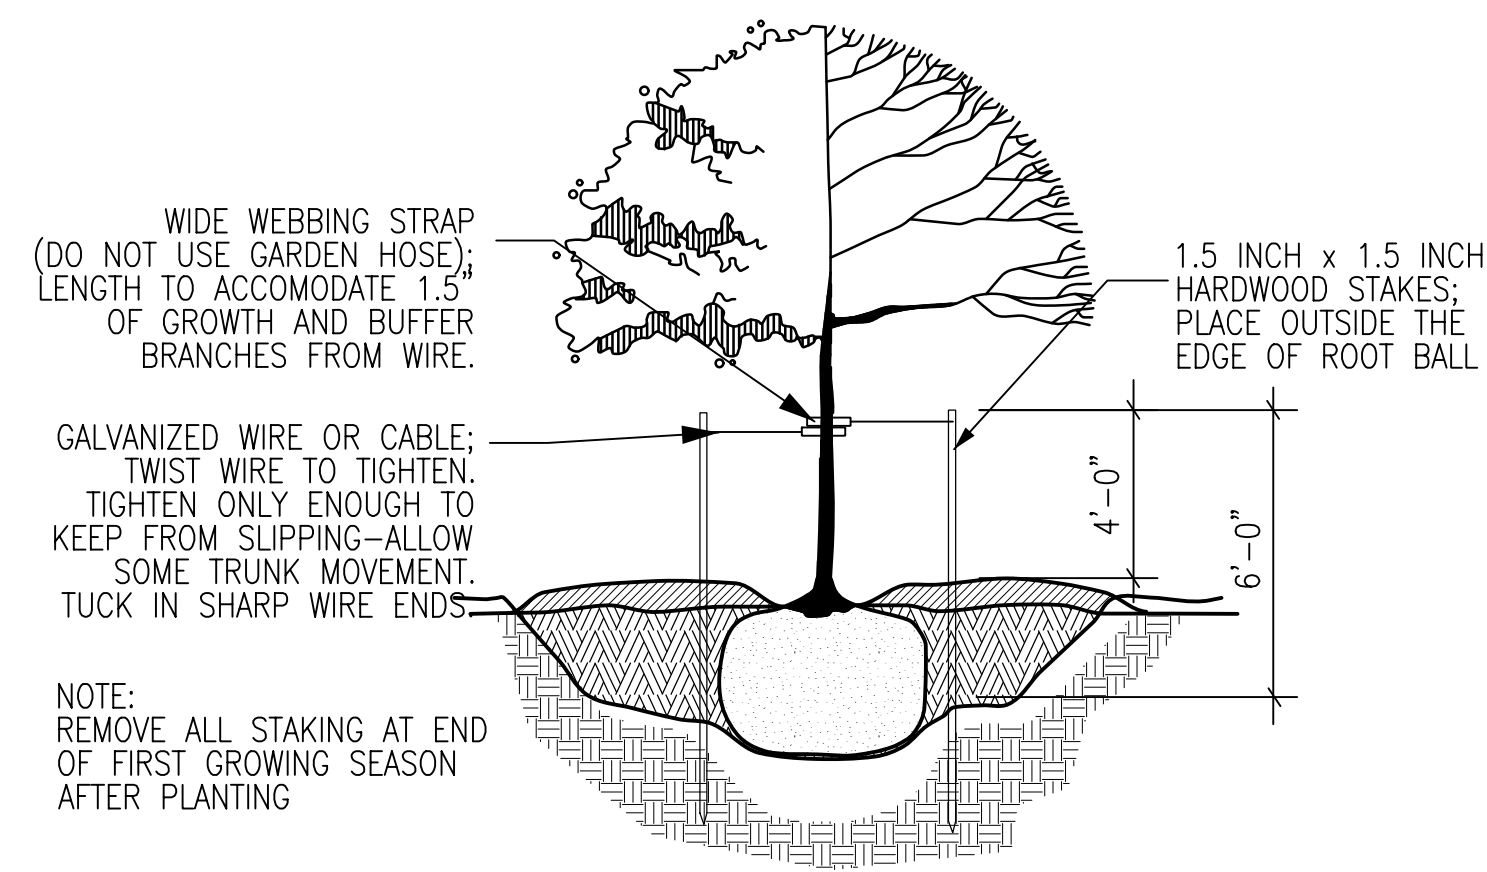 WIDE WEBBING STRAP
(DO NOT USE GARDEN HOSE);
LENGTH TO ACCOMODATE 1.5"
OF GROWTH AND BUFFER
BRANCHES FROM WIRE.
GALVANIZED WIRE OR CABLE;
TWIST WIRE TO TIGHTEN.
TIGHTEN ONLY ENOUGH TO
KEEP FROM SLIPPING-ALLOW
SOME TRUNK MOVEMENT.
TUCK IN SHARP WIRE ENDS.
NOTE:
REMOVE ALL STAKING AT END
OF FIRST GROWING SEASON
AFTER PLANTING
1.5 INCH x 1.5 INCH
HARDWOOD STAKES;
PLACE OUTSIDE THE
EDGE OF ROOT BALL
4'-0"
6'-0"